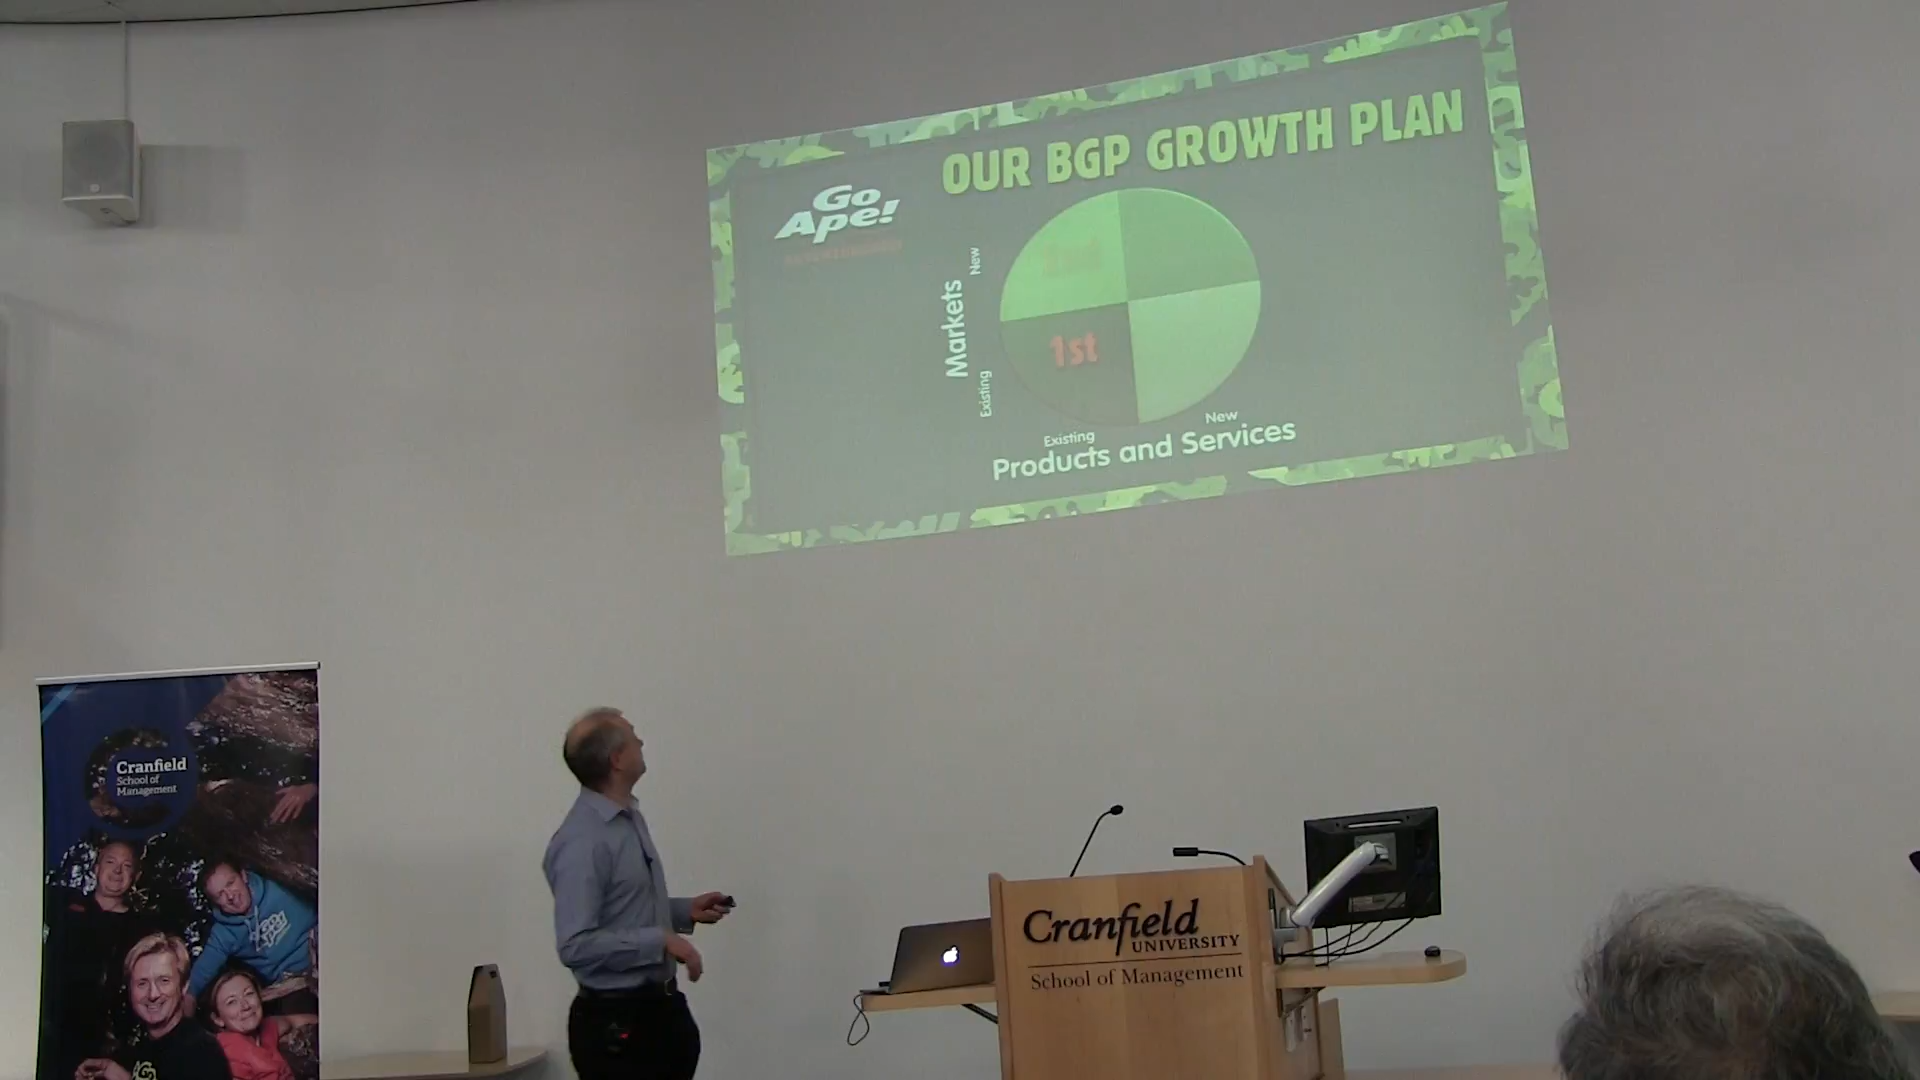 OUR BGP GROWTH PLAN
Go
Ape!
New
Markets
Existing
2nd
1st
Existing
New
Products and Services
Cranfield
School of
Management
Cranfield
UNIVERSITY
School of Management